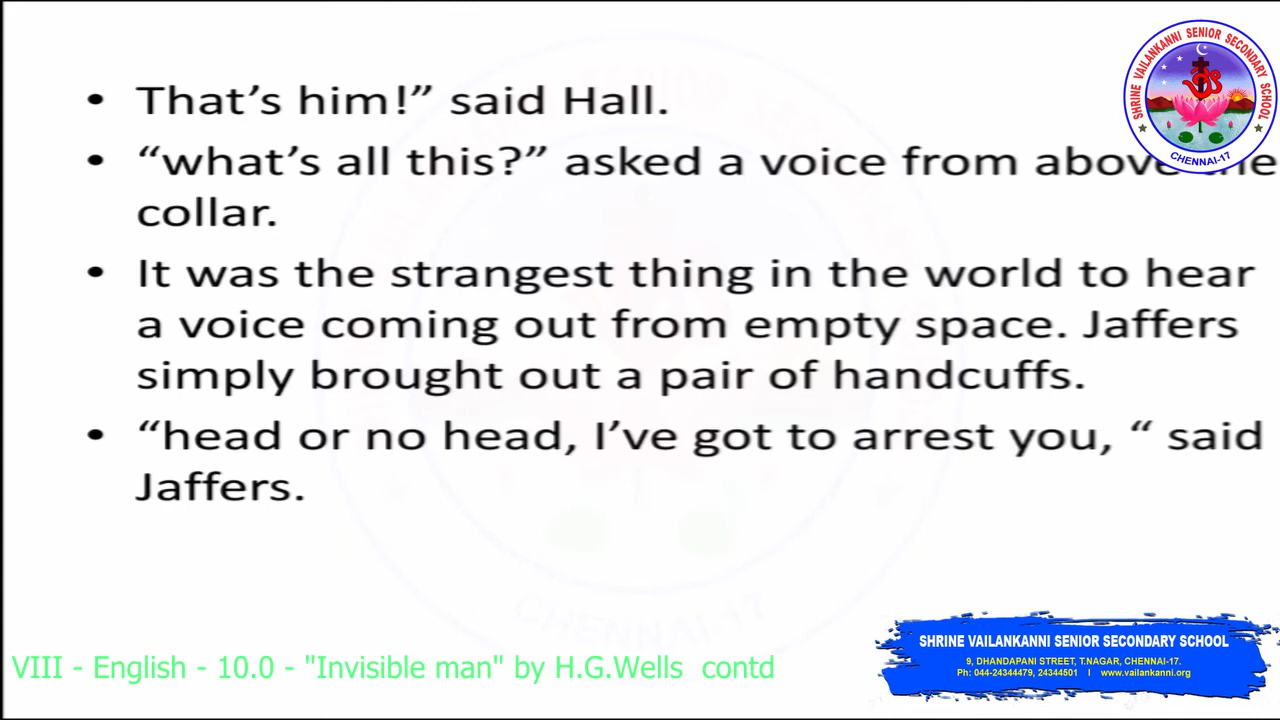 That's him!” said Hall.
“what's all this?” asked a voice from above the
collar.
It was the strangest thing in the world to hear
a voice coming out from empty space. Jaffers
simply brought out a pair of handcuffs.
“head or no head, I've got to arrest you, “ said
Jaffers.
SHRINE VAILANKANNI SENIOR SECONDARY SCHOOL
CHENNAI-17
VIII - English - 10.0 - "Invisible man" by H.G.Wells contd
SHRINE VAILANKANNI SENIOR SECONDARY SCHOOL
9, DHANDAPANI STREET, T.NAGAR, CHENNAI-17.
Ph: 044-24344479, 24344501 I www.vailankanni.org
CHENNAI-17